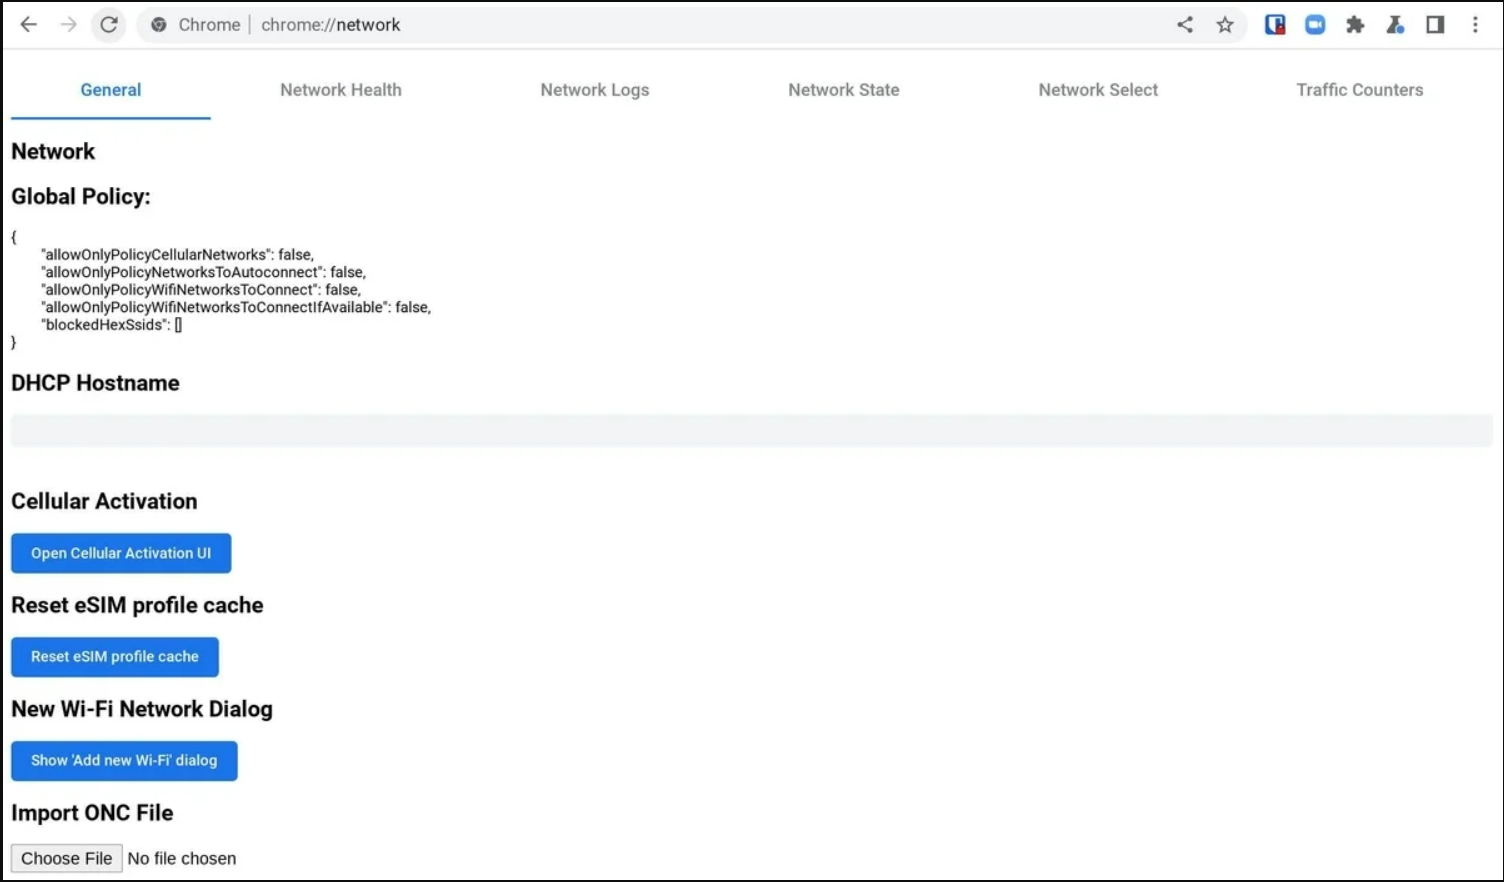 Chrome | chrome://network
General Network Health Network Logs Network State Network Select Traffic Counters
Network
Global Policy:
{
"allowOnlyPolicyCellularNetworks": false,
"allowOnlyPolicyNetworksToAutoconnect": false,
"allowOnlyPolicyWifiNetworksToConnect": false,
"allowOnlyPolicyWifiNetworksToConnectIfAvailable": false,
"blockedHexSsids": []
}
DHCP Hostname
Cellular Activation
Open Cellular Activation UI
Reset eSIM profile cache
Reset eSIM profile cache
New Wi-Fi Network Dialog
Show 'Add new Wi-Fi' dialog
Import ONC File
Choose File No file chosen